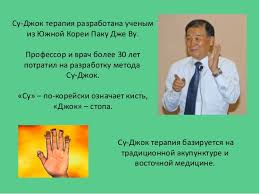 Су-Джок терапия разработана ученым
из Южной Кореи Паку Дже Ву.
Профессор и врач более 30 лет
потратил на разработку метода
Су-Джок.
«Су» – по-корейски означает кисть,
«Джок» – стопа.
Су-Джок терапия базируется на
традиционной акупунктуре и
восточной медицине.